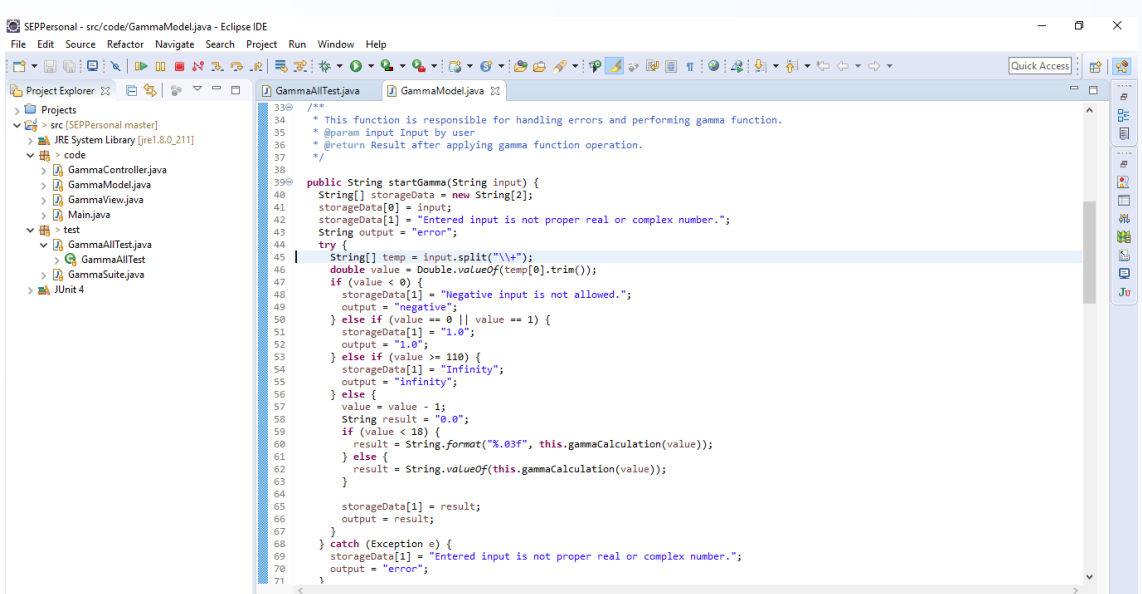 SEPPersonal - src/code/GammaModel.java - Eclipse IDE
File Edit Source Refactor Navigate Search Project Run Window Help
Quick Access
Project Explorer
GammaAllTest.java
GammaModel.java
Projects
> src [SEPPersonal master]
JRE System Library [jre1.8.0_211]
> code
GammaController.java
GammaModel.java
GammaView.java
Main.java
> test
GammaAllTest.java
GammaAllTest
GammaSuite.java
JUnit 4
33 /**
34 * This function is responsible for handling errors and performing gamma function.
35 * @param input Input by user
36 * @return Result after applying gamma function operation.
37 */
38
39 public String startGamma(String input) {
40 String[] storageData = new String[2];
41 storageData[0] = input;
42 storageData[1] = "Entered input is not proper real or complex number.";
43 String output = "error";
44 try {
45 String[] temp = input.split("\\+");
46 double value = Double.valueOf(temp[0].trim());
47 if (value < 0) {
48 storageData[1] = "Negative input is not allowed.";
49 output = "negative";
50 } else if (value == 0 || value == 1) {
51 storageData[1] = "1.0";
52 output = "1.0";
53 } else if (value >= 110) {
54 storageData[1] = "Infinity";
55 output = "infinity";
56 } else {
57 value = value - 1;
58 String result = "0.0";
59 if (value < 18) {
60 result = String.format("%.03f", this.gammaCalculation(value));
61 } else {
62 result = String.valueOf(this.gammaCalculation(value));
63 }
64
65 storageData[1] = result;
66 output = result;
67 }
68 } catch (Exception e) {
69 storageData[1] = "Entered input is not proper real or complex number.";
70 output = "error";
71 }
Ju